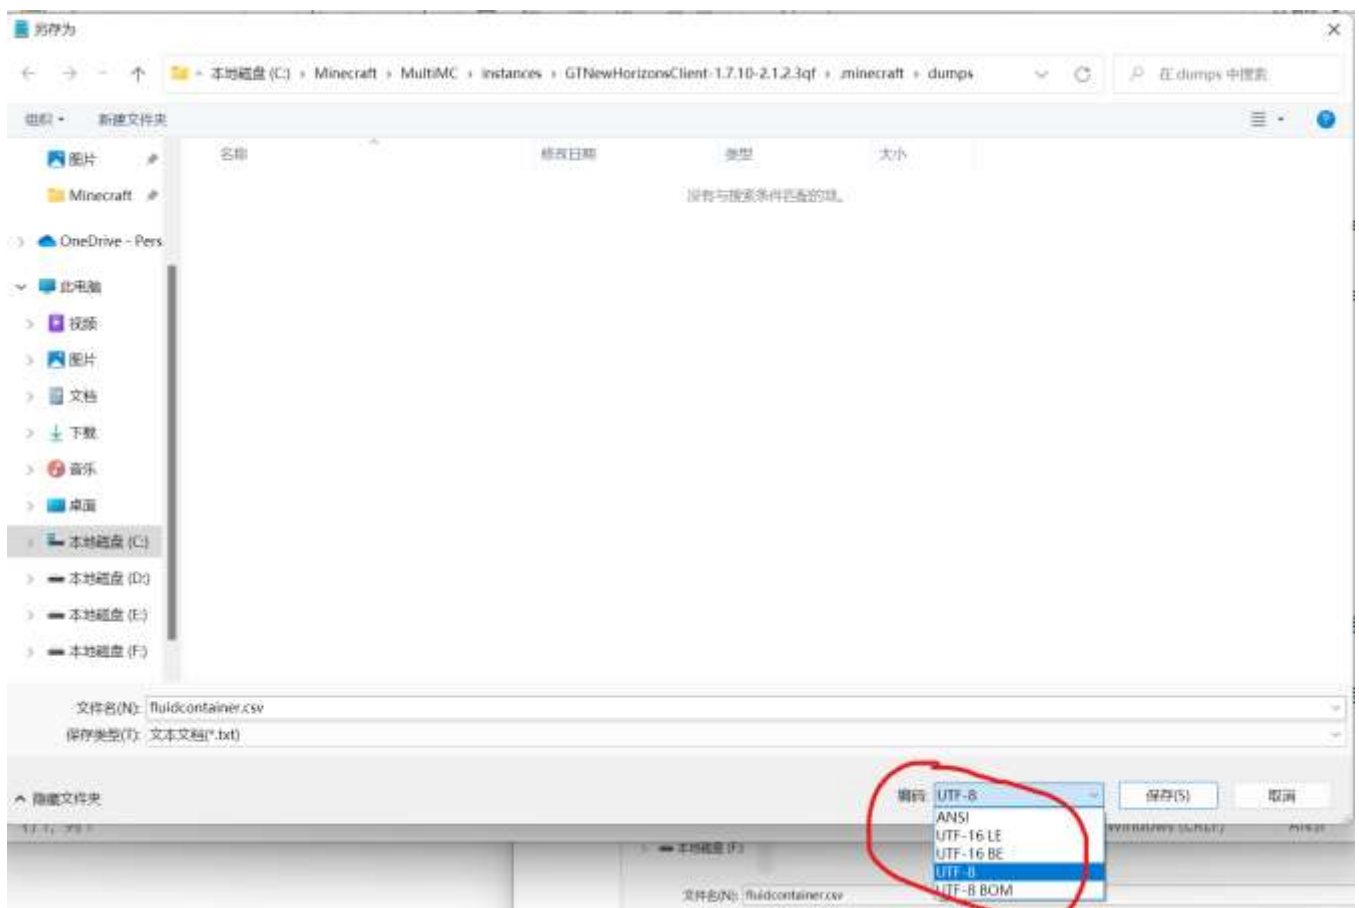 另存为
本地磁盘 (C:) › Minecraft › MultiMC › instances › GTNewHorizonsClient-1.7.10-2.1.2.3qf › .minecraft › dumps
在 dumps 中搜索
组织
新建文件夹
名称
修改日期
类型
大小
没有与搜索条件匹配的项。
图片
Minecraft
OneDrive - Pers
此电脑
视频
图片
文档
下载
音乐
桌面
本地磁盘 (C:)
本地磁盘 (D:)
本地磁盘 (E:)
本地磁盘 (F:)
文件名(N): fluidcontainer.csv
保存类型(T): 文本文档(*.txt)
隐藏文件夹
编码: UTF-8
保存(S)
取消
ANSI
UTF-16 LE
UTF-16 BE
UTF-8
UTF-8 BOM
Windows (CRLF)
ANSI
本地磁盘 (F:)
文件名(N): fluidcontainer.csv